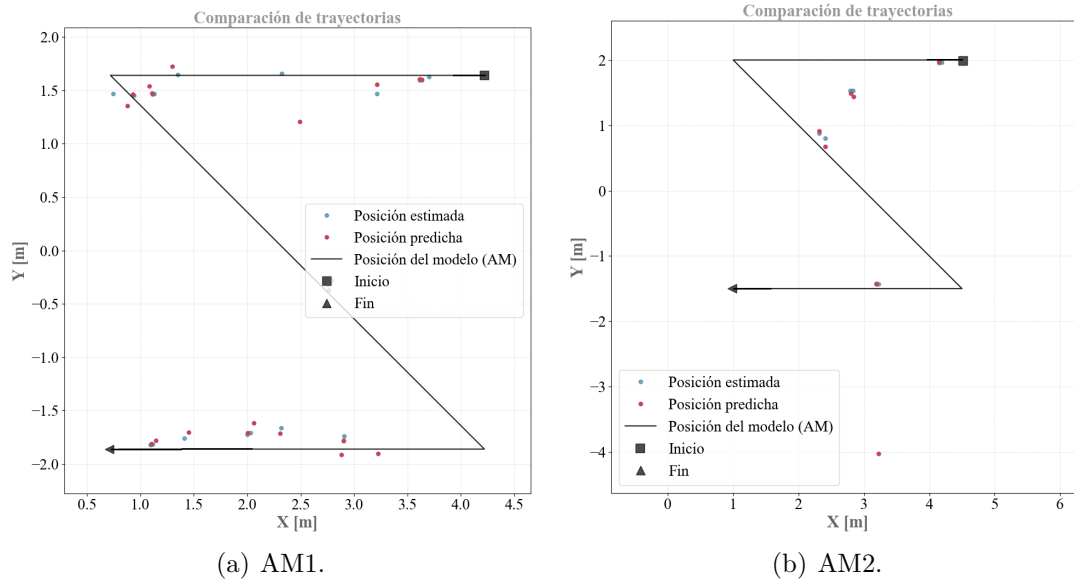 Comparación de trayectorias
2.0
1.5
1.0
0.5
0.0
−0.5
−1.0
−1.5
−2.0
Y [m]
Posición estimada
Posición predicha
Posición del modelo (AM)
Inicio
Fin
0.5 1.0 1.5 2.0 2.5 3.0 3.5 4.0 4.5
X [m]
(a) AM1.
Comparación de trayectorias
2
1
0
−1
−2
−3
−4
Y [m]
Posición estimada
Posición predicha
Posición del modelo (AM)
Inicio
Fin
0 1 2 3 4 5 6
X [m]
(b) AM2.